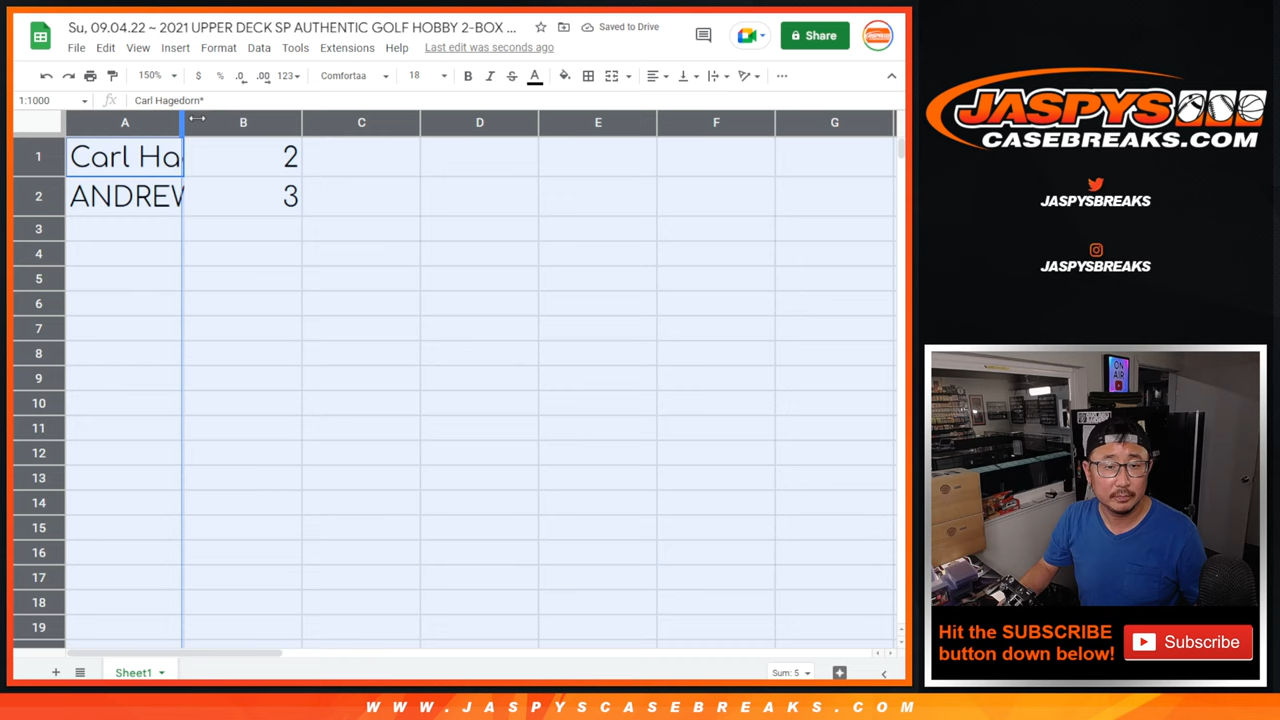 Su, 09.04.22 ~ 2021 UPPER DECK SP AUTHENTIC GOLF HOBBY 2-BOX ...
Saved to Drive
File Edit View Insert Format Data Tools Extensions Help Last edit was seconds ago
Share
150% $ % .0 .00 123 Comfortaa 18 B I S A
1:1000 fx Carl Hagedorn*
A B C D E F G
1 Carl Ha 2
2 ANDREW 3
3
4
5
6
7
8
9
10
11
12
13
14
15
16
17
18
19
Sheet1
Sum: 5
JASPYS
CASEBREAKS.COM
JASPYSBREAKS
JASPYSBREAKS
ON
AIR
Hit the SUBSCRIBE
button down below!
Subscribe
WWW.JASPYSCASEBREAKS.COM